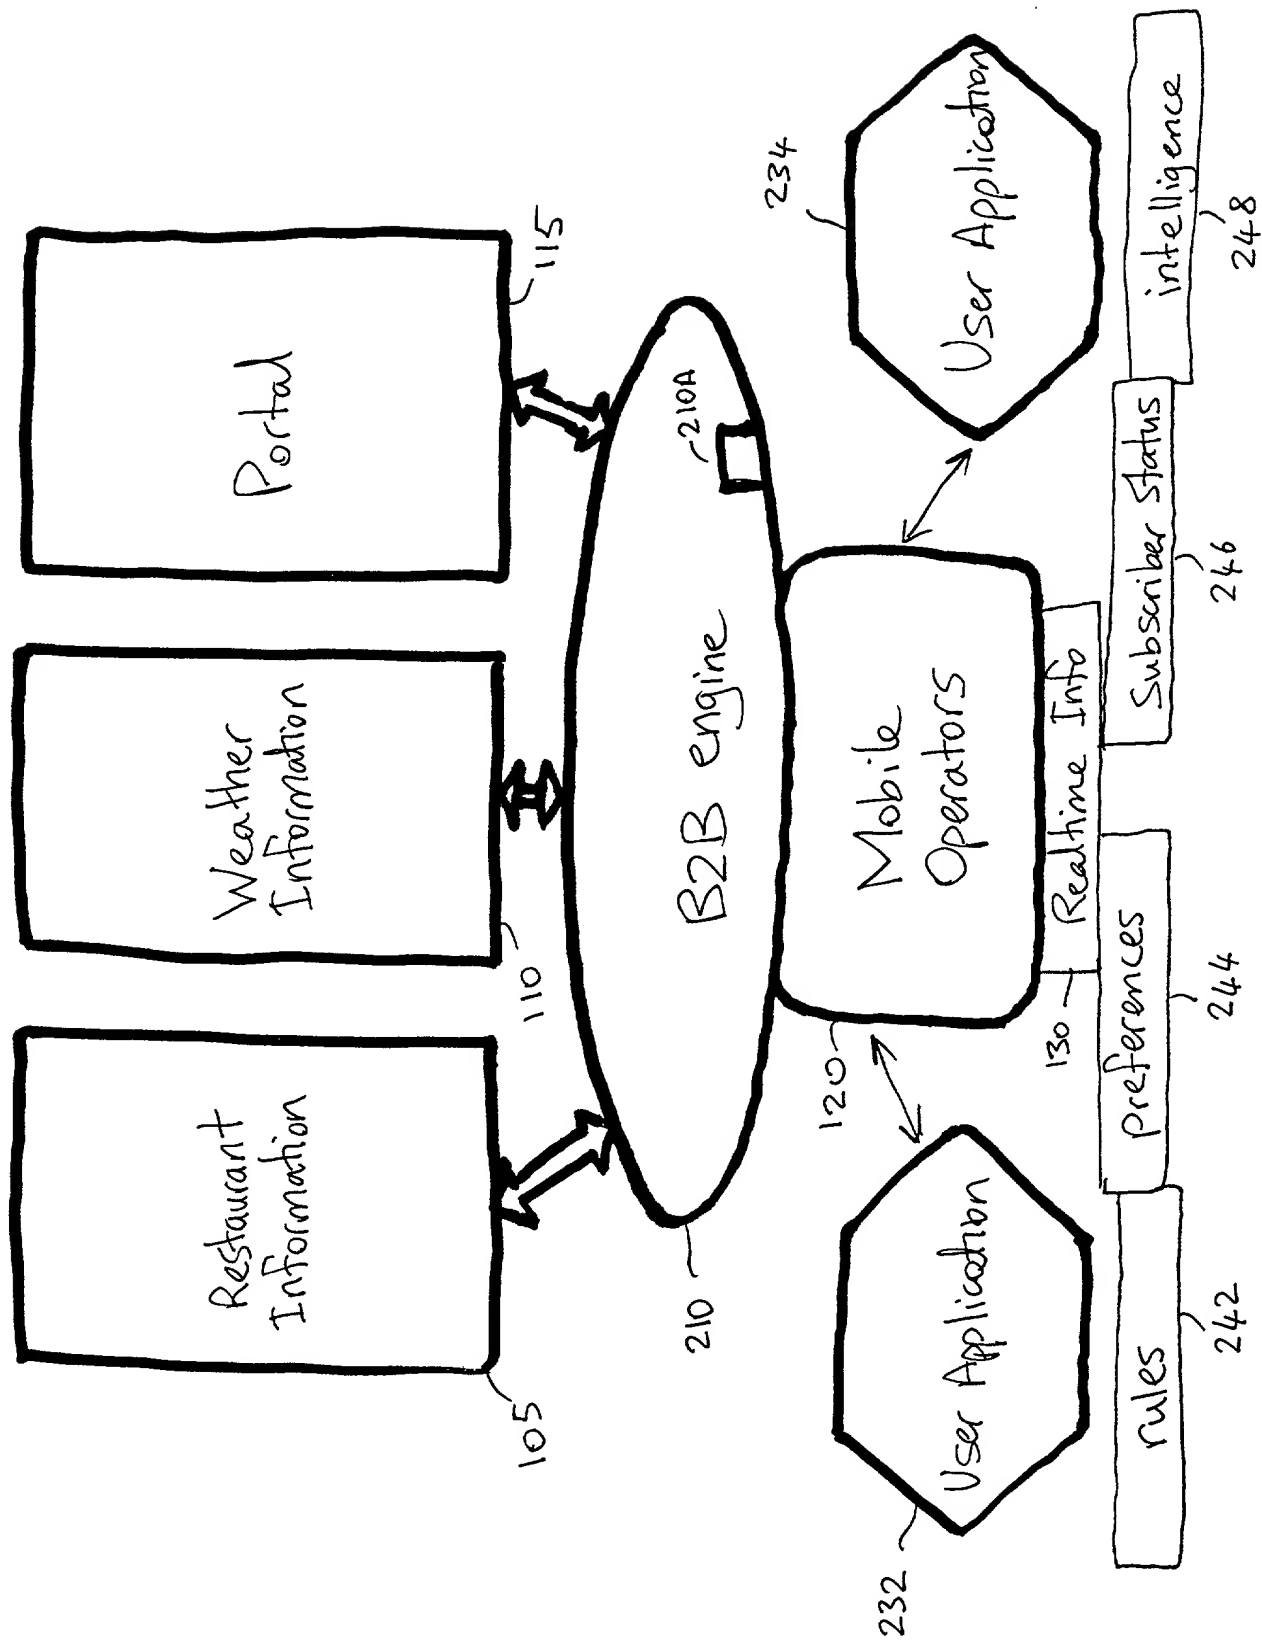 Restaurant
Information
105
Weather
Information
110
Portal
115
B2B engine
210
210A
Mobile
Operators
120
Realtime Info
130
User Application
232
User Application
234
rules
242
preferences
244
Subscriber Status
246
intelligence
248